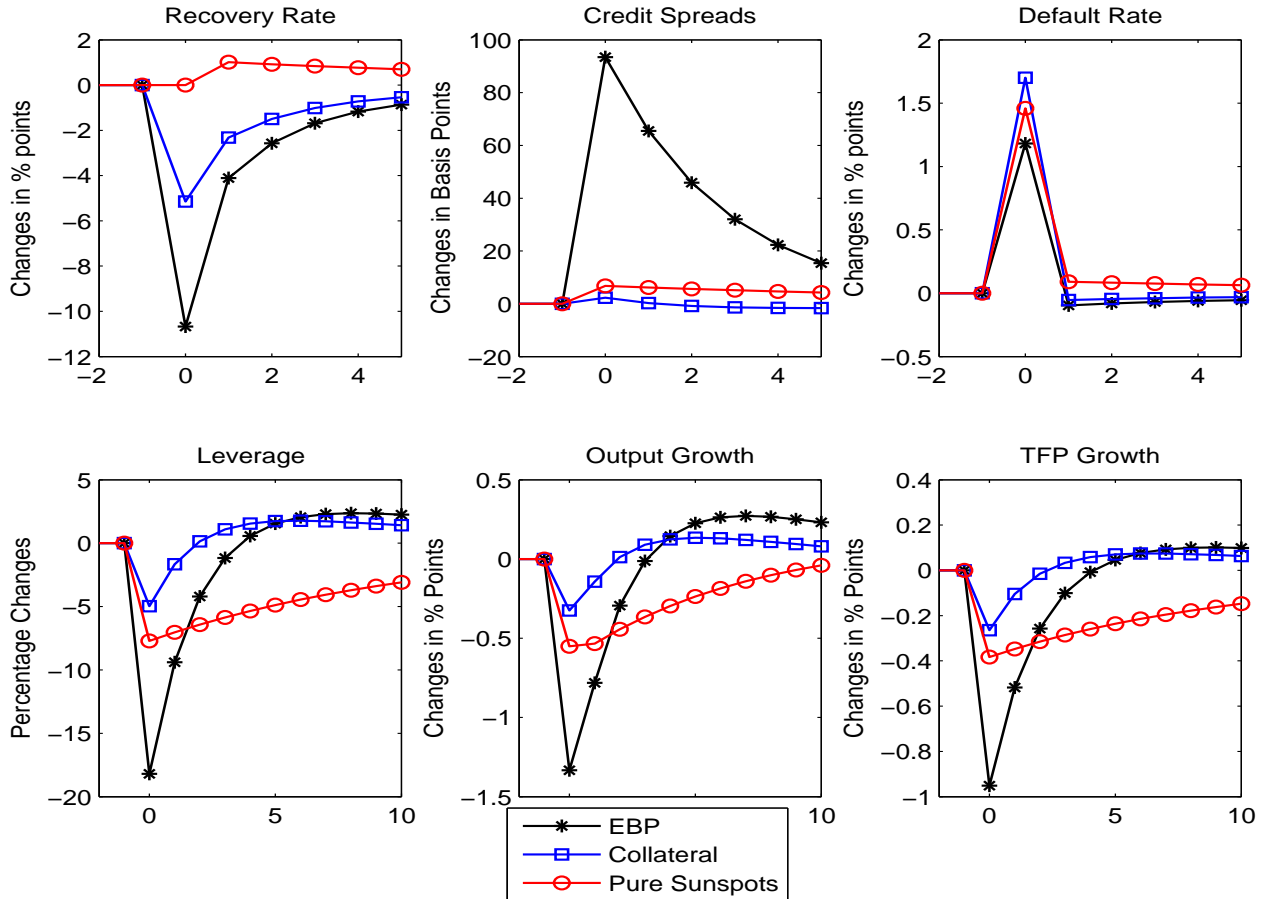 Recovery Rate
Changes in % points
2
0
−2
−4
−6
−8
−10
−12
−2 0 2 4
Credit Spreads
Changes in Basis Points
100
80
60
40
20
0
−20
−2 0 2 4
Default Rate
Changes in % points
2
1.5
1
0.5
0
−0.5
−2 0 2 4
Leverage
Percentage Changes
5
0
−5
−10
−15
−20
0 5 10
Output Growth
Changes in % Points
0.5
0
−0.5
−1
−1.5
10
TFP Growth
Changes in % Points
0.4
0.2
0
−0.2
−0.4
−0.6
−0.8
−1
0 5 10
EBP
Collateral
Pure Sunspots